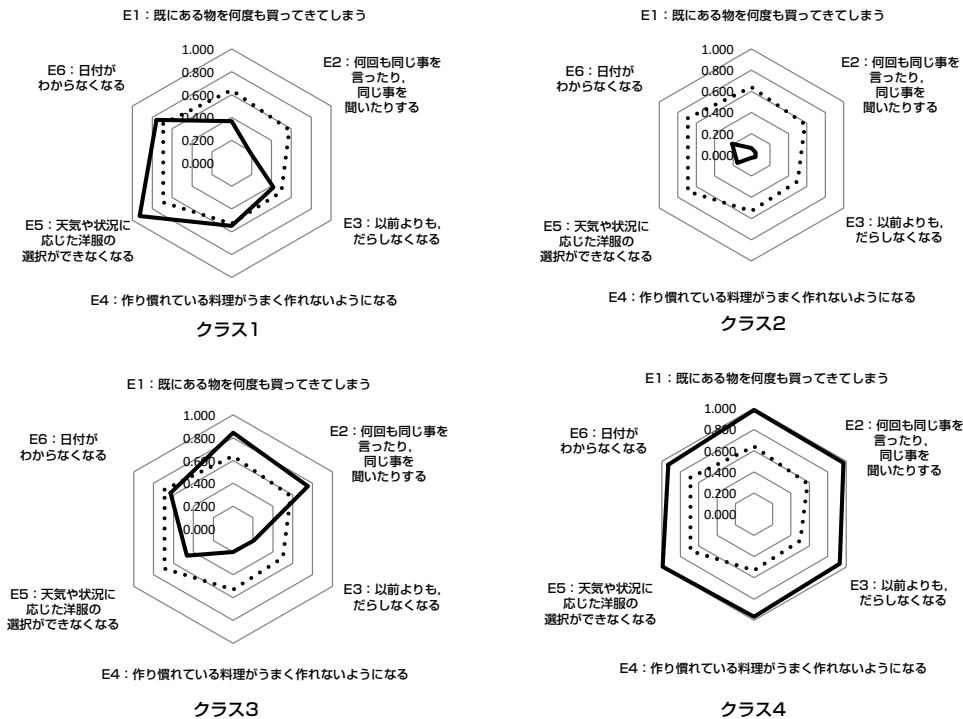 E1：既にある物を何度も買ってきてしまう
1.000
0.800
0.600
0.400
0.200
0.000
E2：何回も同じ事を
言ったり，
同じ事を
聞いたりする
E6：日付が
わからなくなる
E3：以前よりも，
だらしなくなる
E5：天気や状況に
応じた洋服の
選択ができなくなる
E4：作り慣れている料理がうまく作れないようになる
クラス1
E1：既にある物を何度も買ってきてしまう
1.000
0.800
0.600
0.400
0.200
0.000
E2：何回も同じ事を
言ったり，
同じ事を
聞いたりする
E6：日付が
わからなくなる
E3：以前よりも，
だらしなくなる
E5：天気や状況に
応じた洋服の
選択ができなくなる
E4：作り慣れている料理がうまく作れないようになる
クラス2
E1：既にある物を何度も買ってきてしまう
1.000
0.800
0.600
0.400
0.200
0.000
E2：何回も同じ事を
言ったり，
同じ事を
聞いたりする
E6：日付が
わからなくなる
E3：以前よりも，
だらしなくなる
E5：天気や状況に
応じた洋服の
選択ができなくなる
E4：作り慣れている料理がうまく作れないようになる
クラス3
E1：既にある物を何度も買ってきてしまう
1.000
0.800
0.600
0.400
0.200
0.000
E2：何回も同じ事を
言ったり，
同じ事を
聞いたりする
E6：日付が
わからなくなる
E3：以前よりも，
だらしなくなる
E5：天気や状況に
応じた洋服の
選択ができなくなる
E4：作り慣れている料理がうまく作れないようになる
クラス4